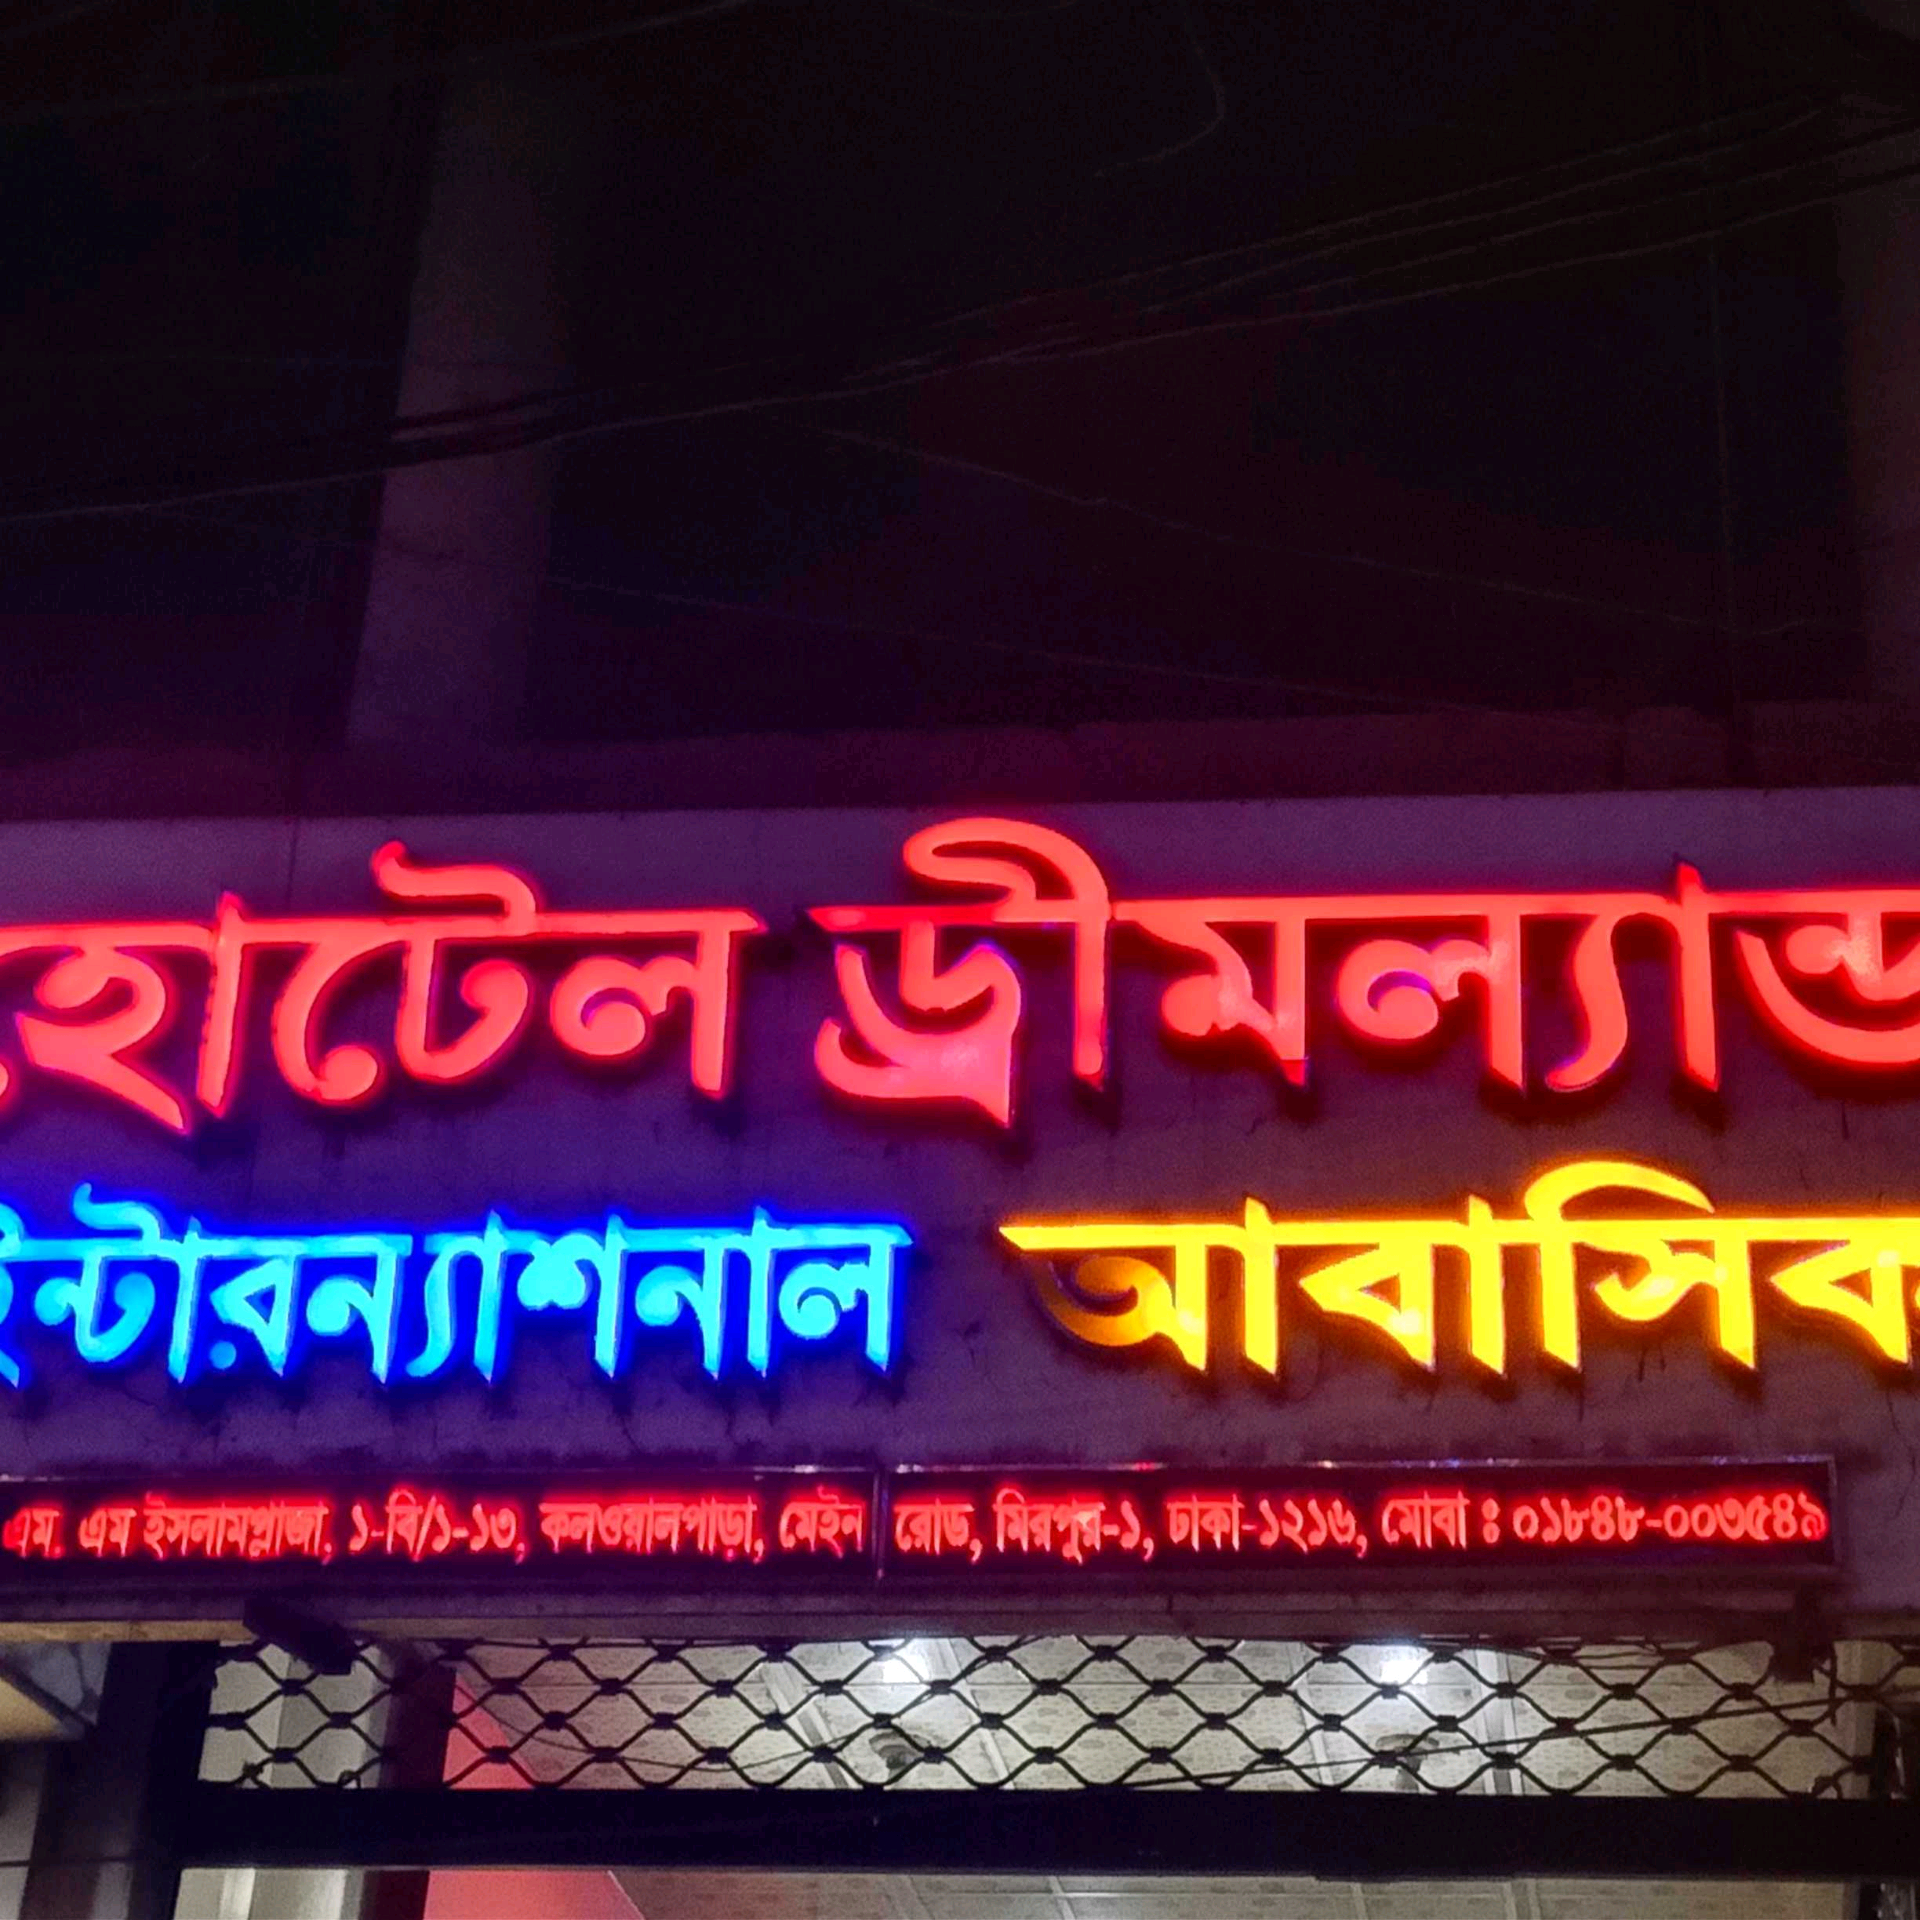 হোটেল ড্রীমল্যান্ড
ইন্টারন্যাশনাল আবাসিক
এম. এম ইসলামপ্লাজা, ১-বি/১-১৩, কলওয়ালপাড়া, মেইন রোড, মিরপুর-১, ঢাকা-১২১৬, মোবা : ০১৮৪৮-০০৩৫৪৯